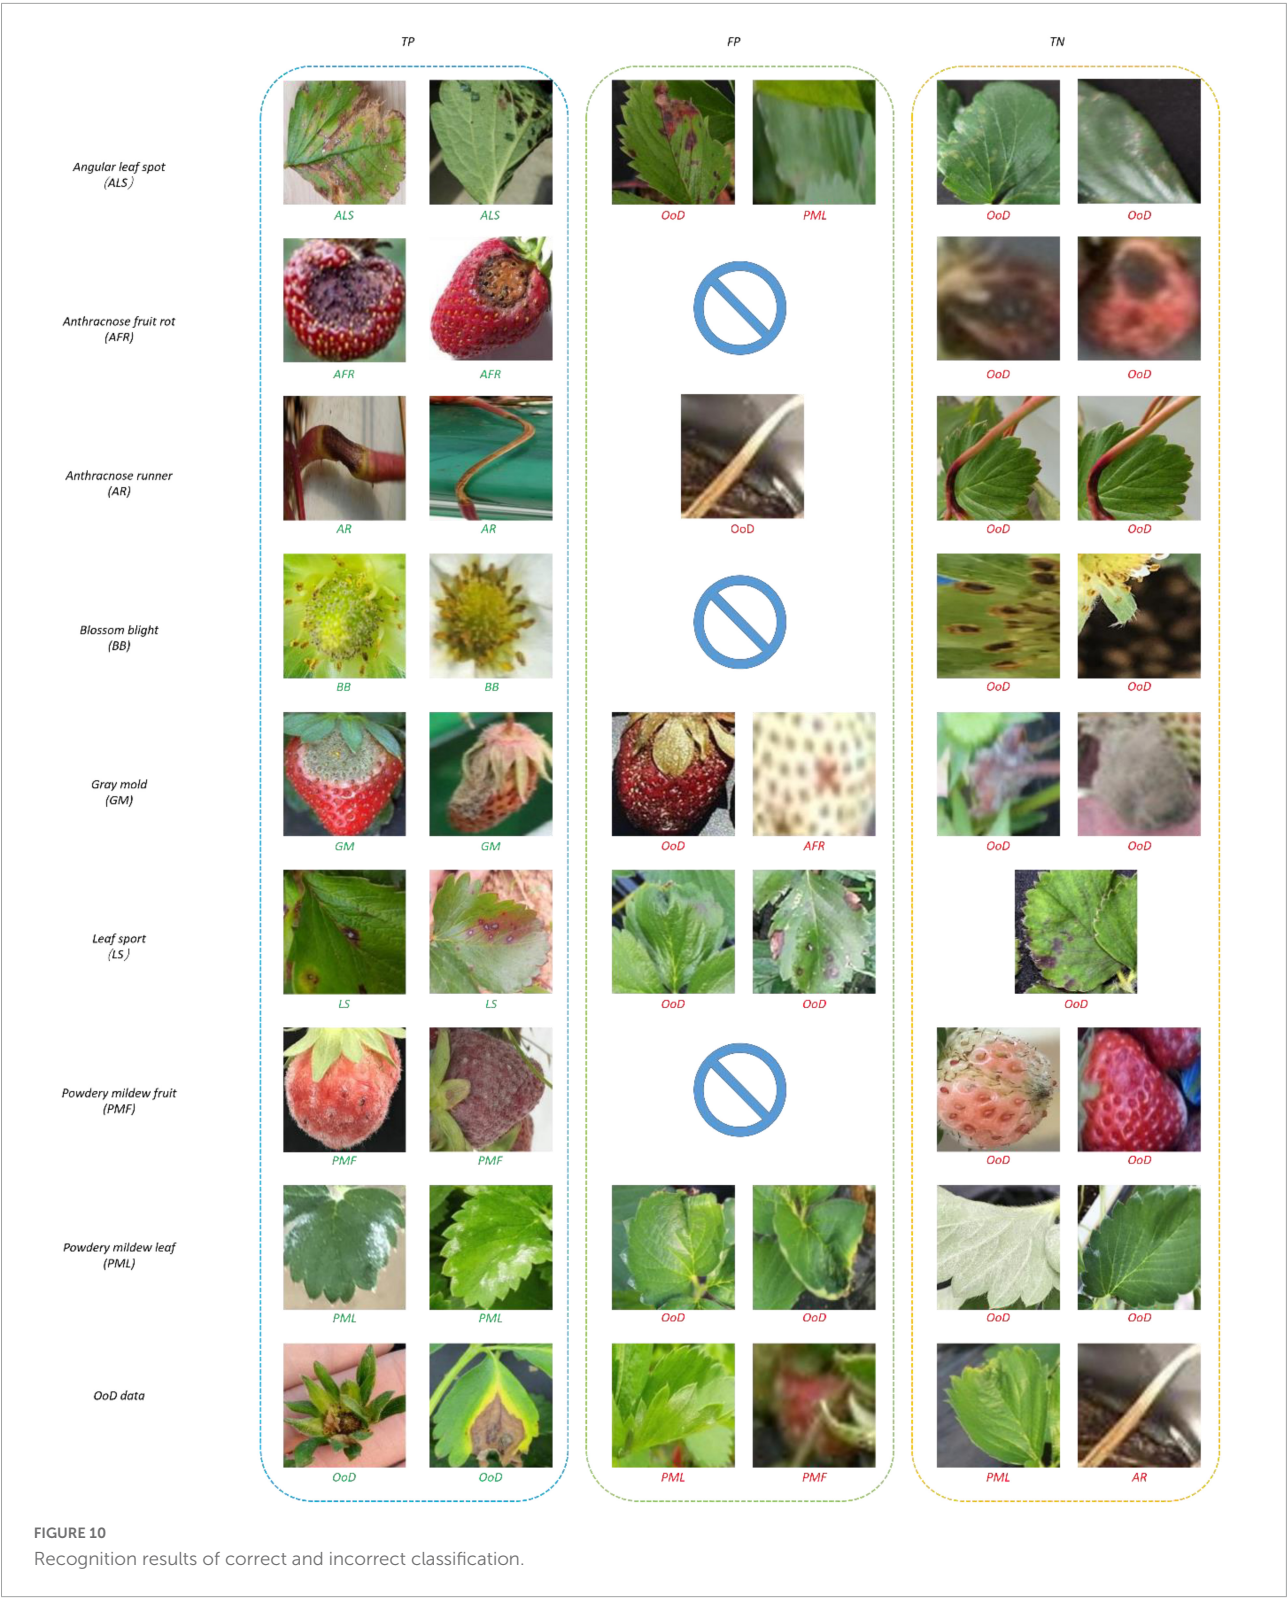 TP FP TN
Angular leaf spot
(ALS)
ALS ALS OoD PML OoD OoD
Anthracnose fruit rot
(AFR)
AFR AFR OoD OoD
Anthracnose runner
(AR)
AR AR OoD OoD OoD
Blossom blight
(BB)
BB BB OoD OoD
Gray mold
(GM)
GM GM OoD AFR OoD OoD
Leaf sport
(LS)
LS LS OoD OoD OoD
Powdery mildew fruit
(PMF)
PMF PMF OoD OoD
Powdery mildew leaf
(PML)
PML PML OoD OoD OoD OoD
OoD data
OoD OoD PML PMF PML AR
FIGURE 10
Recognition results of correct and incorrect classification.